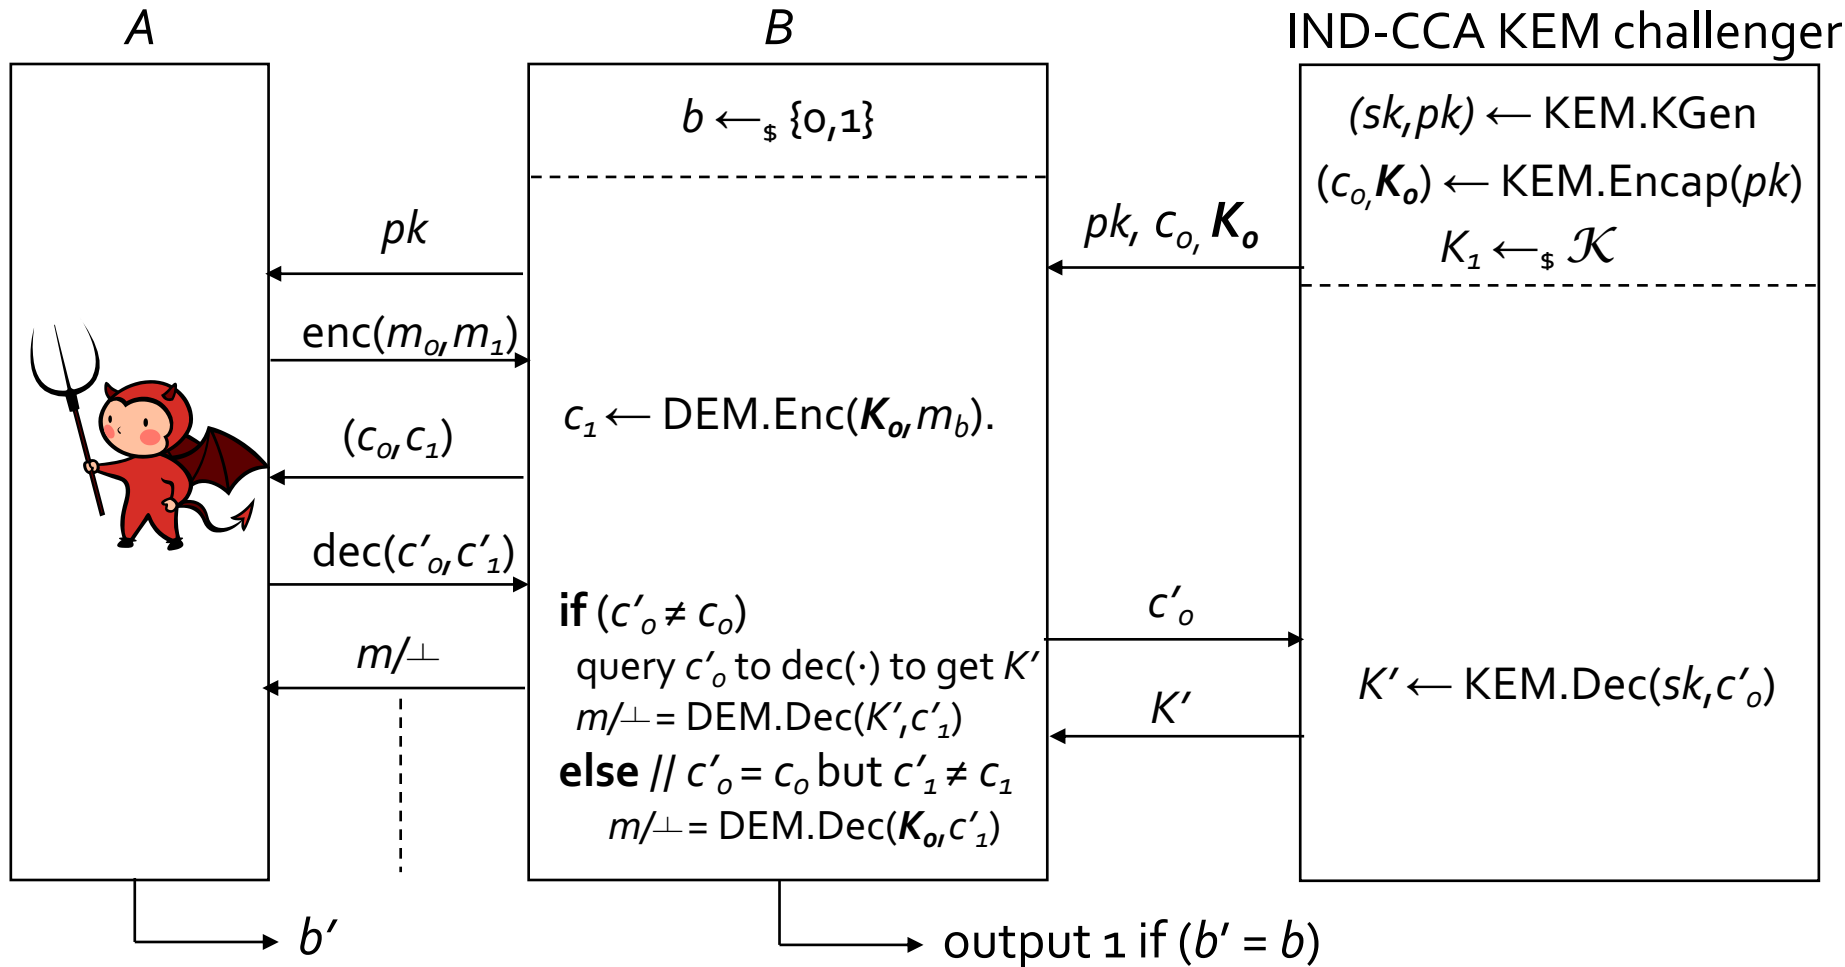 A
B
IND-CCA KEM challenger
b ⟵$ {0,1}
(sk,pk) ⟵ KEM.KGen
(c₀,K₀) ⟵ KEM.Encap(pk)
K₁ ⟵$ 𝒦
pk
pk, c₀, K₀
enc(m₀,m₁)
c₁ ⟵ DEM.Enc(K₀,m_b).
(c₀,c₁)
dec(c′₀,c′₁)
if (c′₀ ≠ c₀)
query c′₀ to dec(·) to get K′
m/⊥ = DEM.Dec(K′,c′₁)
else // c′₀ = c₀ but c′₁ ≠ c₁
m/⊥ = DEM.Dec(K₀,c′₁)
m/⊥
c′₀
K′ ⟵ KEM.Dec(sk,c′₀)
K′
b′
output 1 if (b′ = b)